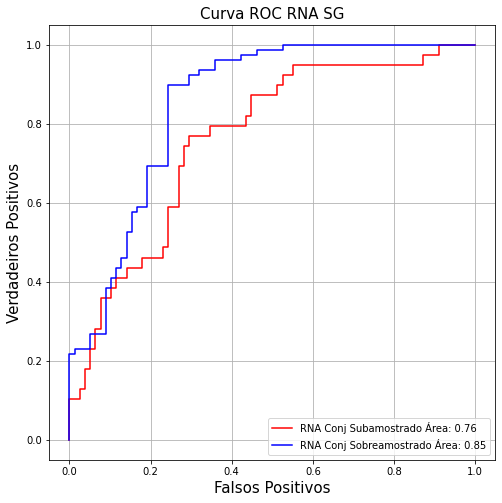 Curva ROC RNA SG
Verdadeiros Positivos
1.0
0.8
0.6
0.4
0.2
0.0
0.0 0.2 0.4 0.6 0.8 1.0
Falsos Positivos
RNA Conj Subamostrado Área: 0.76
RNA Conj Sobreamostrado Área: 0.85